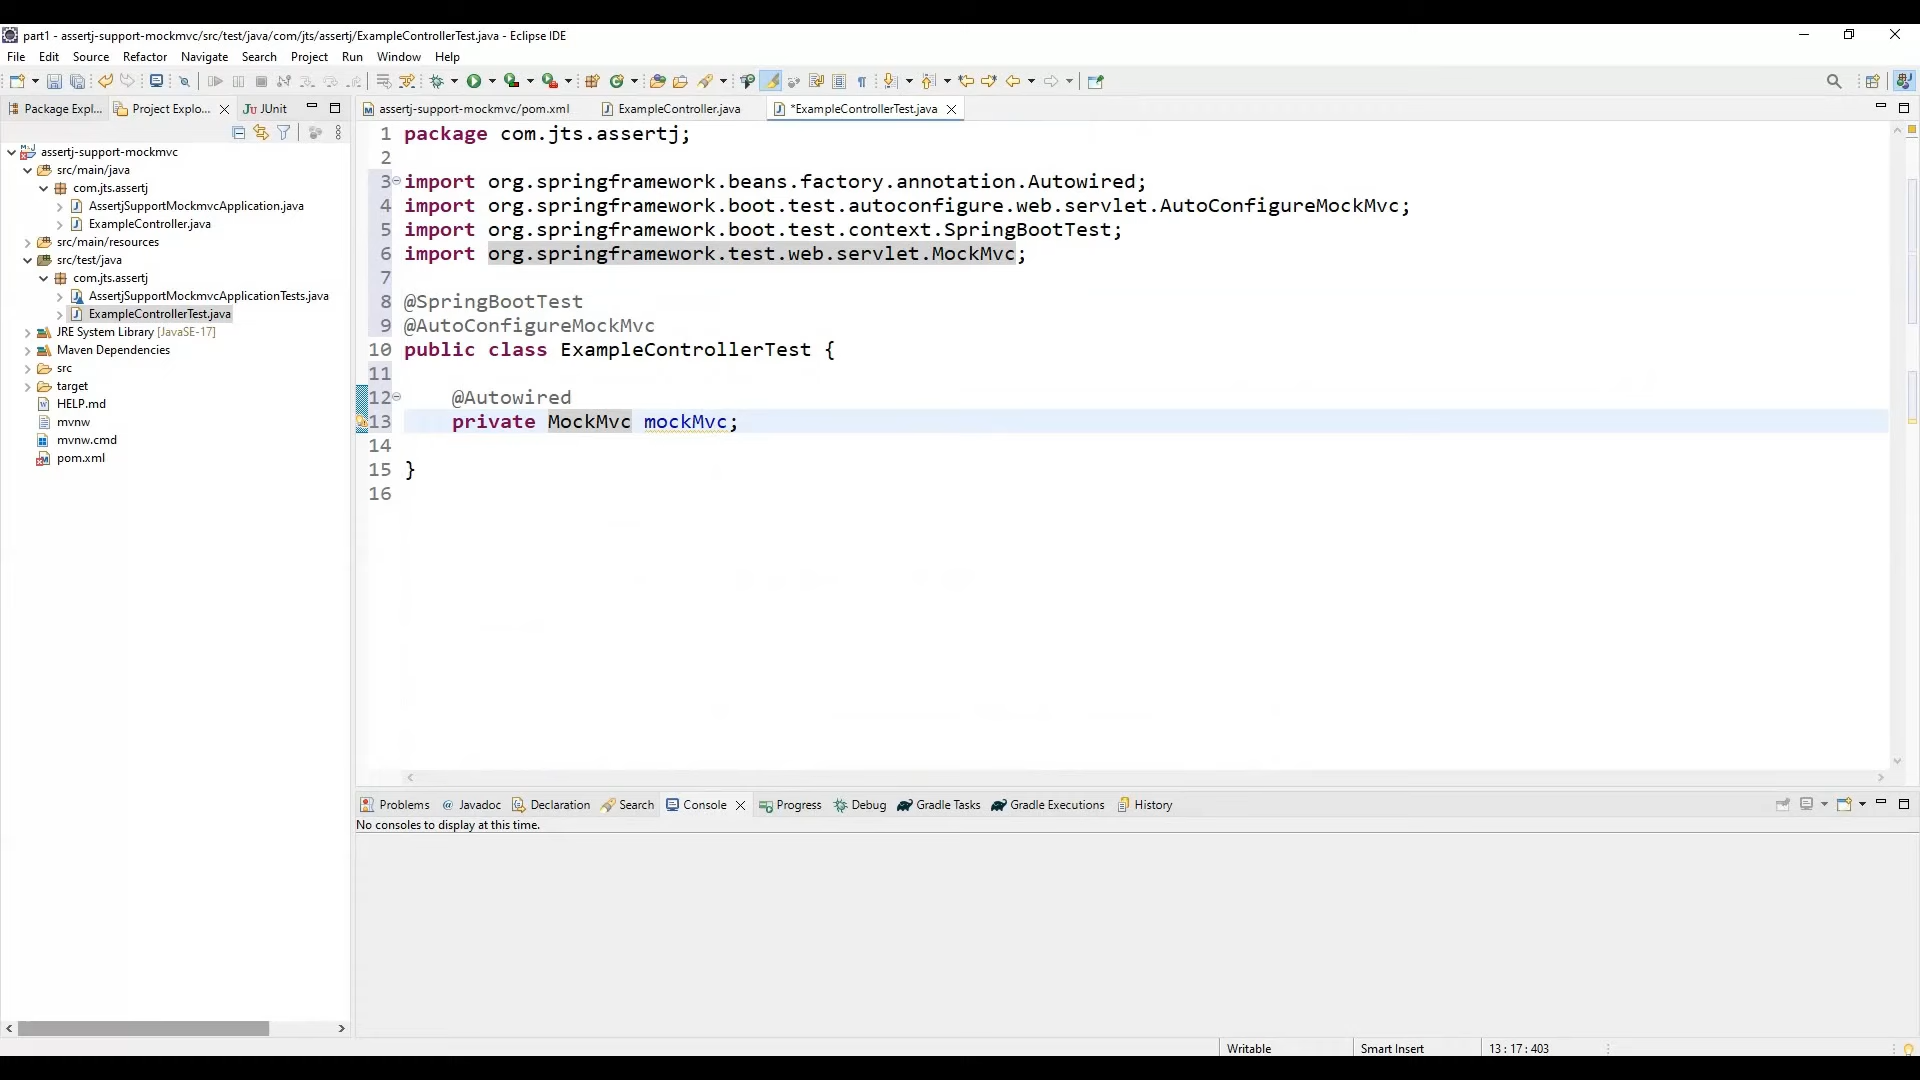 part1 - assertj-support-mockmvc/src/test/java/com/jts/assertj/ExampleControllerTest.java - Eclipse IDE
File Edit Source Refactor Navigate Search Project Run Window Help
Package Expl... Project Explo... JUnit
assertj-support-mockmvc/pom.xml ExampleController.java *ExampleControllerTest.java
assertj-support-mockmvc
src/main/java
com.jts.assertj
AssertjSupportMockmvcApplication.java
ExampleController.java
src/main/resources
src/test/java
com.jts.assertj
AssertjSupportMockmvcApplicationTests.java
ExampleControllerTest.java
JRE System Library [JavaSE-17]
Maven Dependencies
src
target
HELP.md
mvnw
mvnw.cmd
pom.xml
1 package com.jts.assertj;
2
3 import org.springframework.beans.factory.annotation.Autowired;
4 import org.springframework.boot.test.autoconfigure.web.servlet.AutoConfigureMockMvc;
5 import org.springframework.boot.test.context.SpringBootTest;
6 import org.springframework.test.web.servlet.MockMvc;
7
8 @SpringBootTest
9 @AutoConfigureMockMvc
10 public class ExampleControllerTest {
11
12 @Autowired
13 private MockMvc mockMvc;
14
15 }
16
Problems Javadoc Declaration Search Console Progress Debug Gradle Tasks Gradle Executions History
No consoles to display at this time.
Writable Smart Insert 13 : 17 : 403